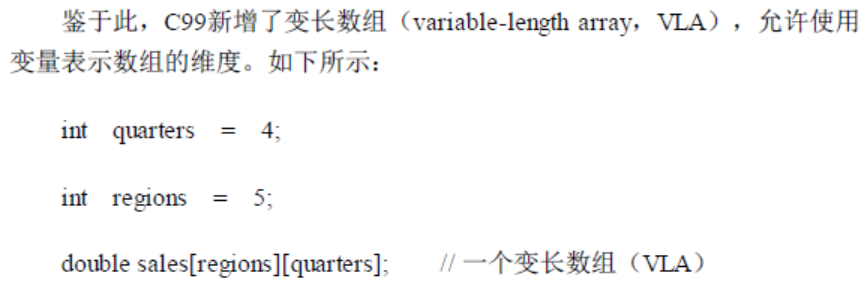 鉴于此，C99新增了变长数组（variable-length array，VLA），允许使用
变量表示数组的维度。如下所示：
int quarters = 4;
int regions = 5;
double sales[regions][quarters]; // 一个变长数组（VLA）